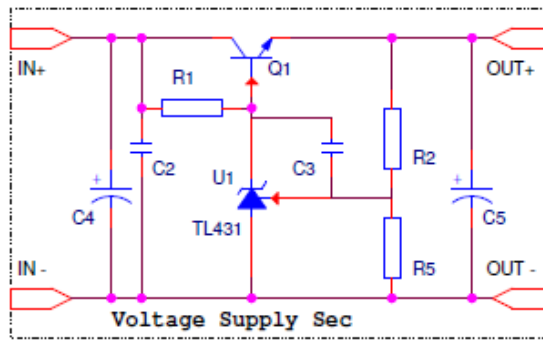 IN+
Q1
OUT+
R1
C2
C3
R2
U1
C4
TL431
C5
R5
IN -
OUT -
Voltage Supply Sec